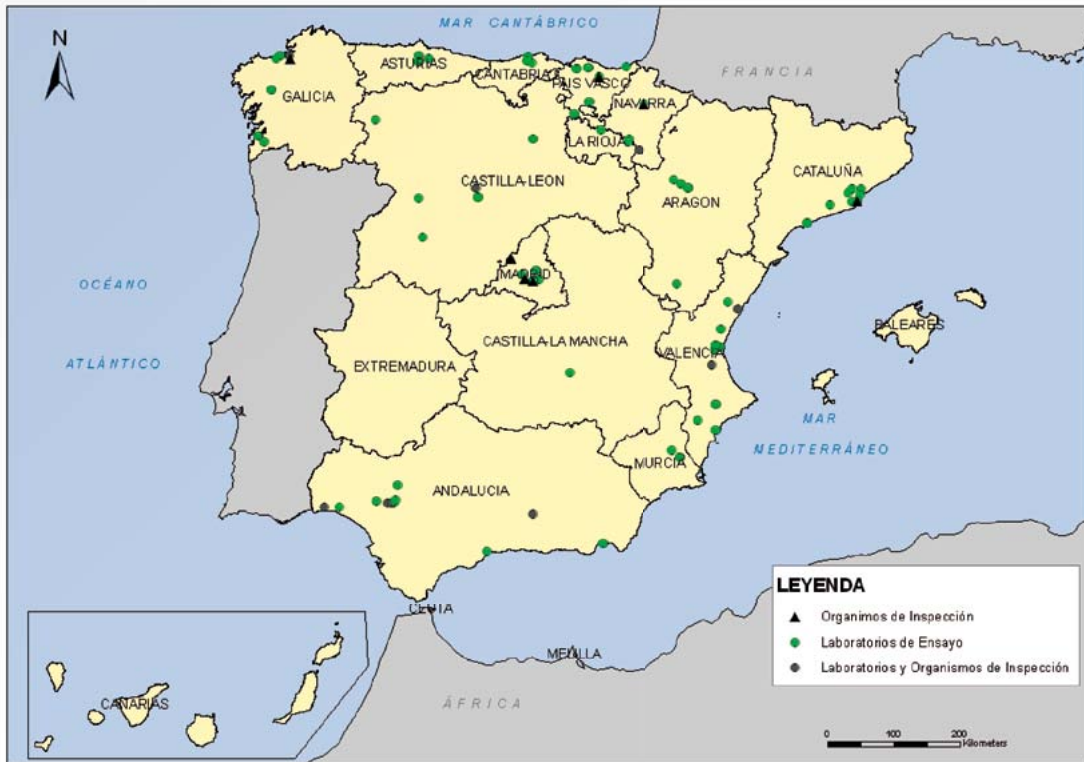 MAR CANTÁBRICO
N
FRANCIA
ASTURIAS
CANTABRIA
PAIS VASCO
GALICIA
NAVARRA
LA RIOJA
CATALUÑA
CASTILLA-LEON
ARAGON
MADRID
OCÉANO
ATLÁNTICO
BALEARES
CASTILLA-LA MANCHA
VALENCIA
EXTREMADURA
MAR
MEDITERRÁNEO
MURCIA
ANDALUCIA
LEYENDA
Organimos de Inspección
Laboratorios de Ensayo
Laboratorios y Organismos de Inspección
CEUTA
MELILLA
CANARIAS
ÁFRICA
0 100 200
Kilometers